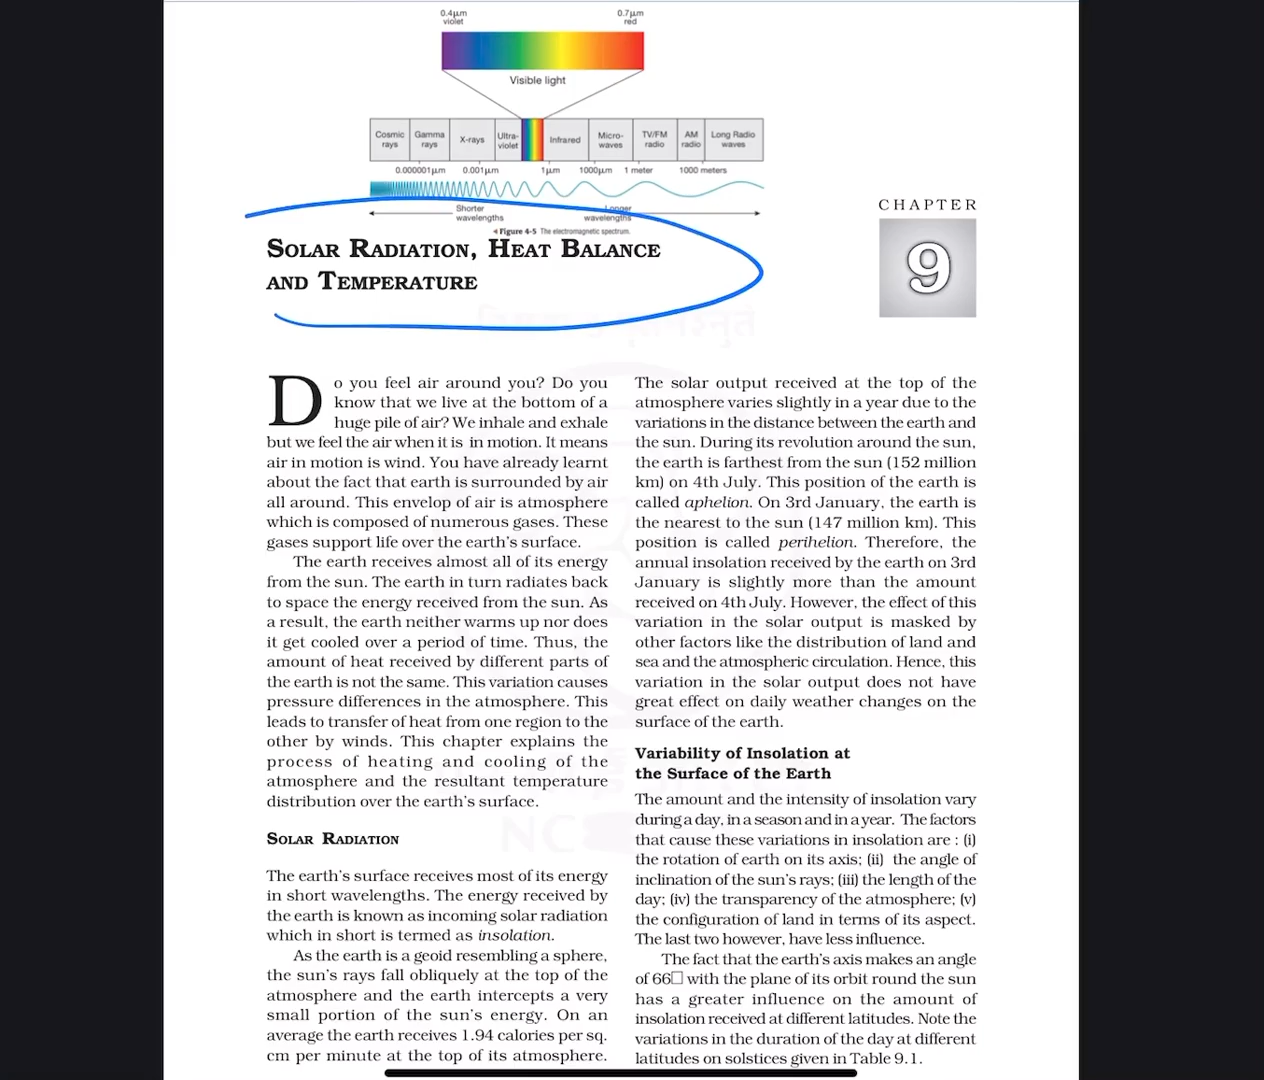 0.4µm
violet
0.7µm
red
Visible light
Cosmic
rays
Gamma
rays
X-rays
Ultra-
violet
Infrared
Micro-
waves
TV/FM
radio
AM
radio
Long Radio
waves
0.000001µm
0.001µm
1µm
1000µm
1 meter
1000 meters
Shorter
wavelengths
Longer
wavelengths
Figure 4-5 The electromagnetic spectrum.
SOLAR RADIATION, HEAT BALANCE
AND TEMPERATURE
CHAPTER
9
Do you feel air around you? Do you
know that we live at the bottom of a
huge pile of air? We inhale and exhale
but we feel the air when it is in motion. It means
air in motion is wind. You have already learnt
about the fact that earth is surrounded by air
all around. This envelop of air is atmosphere
which is composed of numerous gases. These
gases support life over the earth's surface.
The earth receives almost all of its energy
from the sun. The earth in turn radiates back
to space the energy received from the sun. As
a result, the earth neither warms up nor does
it get cooled over a period of time. Thus, the
amount of heat received by different parts of
the earth is not the same. This variation causes
pressure differences in the atmosphere. This
leads to transfer of heat from one region to the
other by winds. This chapter explains the
process of heating and cooling of the
atmosphere and the resultant temperature
distribution over the earth's surface.
SOLAR RADIATION
The earth's surface receives most of its energy
in short wavelengths. The energy received by
the earth is known as incoming solar radiation
which in short is termed as insolation.
As the earth is a geoid resembling a sphere,
the sun's rays fall obliquely at the top of the
atmosphere and the earth intercepts a very
small portion of the sun's energy. On an
average the earth receives 1.94 calories per sq.
cm per minute at the top of its atmosphere.
The solar output received at the top of the
atmosphere varies slightly in a year due to the
variations in the distance between the earth and
the sun. During its revolution around the sun,
the earth is farthest from the sun (152 million
km) on 4th July. This position of the earth is
called aphelion. On 3rd January, the earth is
the nearest to the sun (147 million km). This
position is called perihelion. Therefore, the
annual insolation received by the earth on 3rd
January is slightly more than the amount
received on 4th July. However, the effect of this
variation in the solar output is masked by
other factors like the distribution of land and
sea and the atmospheric circulation. Hence, this
variation in the solar output does not have
great effect on daily weather changes on the
surface of the earth.
Variability of Insolation at
the Surface of the Earth
The amount and the intensity of insolation vary
during a day, in a season and in a year. The factors
that cause these variations in insolation are : (i)
the rotation of earth on its axis; (ii) the angle of
inclination of the sun's rays; (iii) the length of the
day; (iv) the transparency of the atmosphere; (v)
the configuration of land in terms of its aspect.
The last two however, have less influence.
The fact that the earth's axis makes an angle
of 66□ with the plane of its orbit round the sun
has a greater influence on the amount of
insolation received at different latitudes. Note the
variations in the duration of the day at different
latitudes on solstices given in Table 9.1.